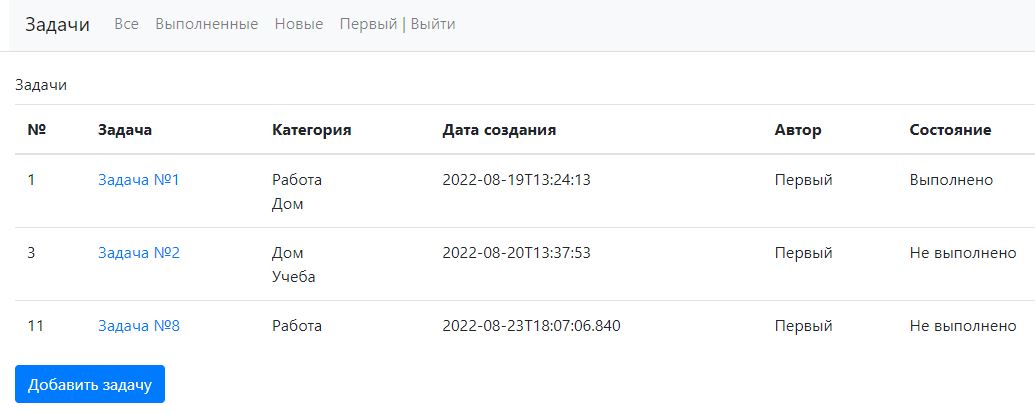 Задачи Все Выполненные Новые Первый | Выйти
Задачи
№ Задача Категория Дата создания Автор Состояние
1 Задача №1 Работа 2022-08-19T13:24:13 Первый Выполнено
Дом
3 Задача №2 Дом 2022-08-20T13:37:53 Первый Не выполнено
Учеба
11 Задача №8 Работа 2022-08-23T18:07:06.840 Первый Не выполнено
Добавить задачу